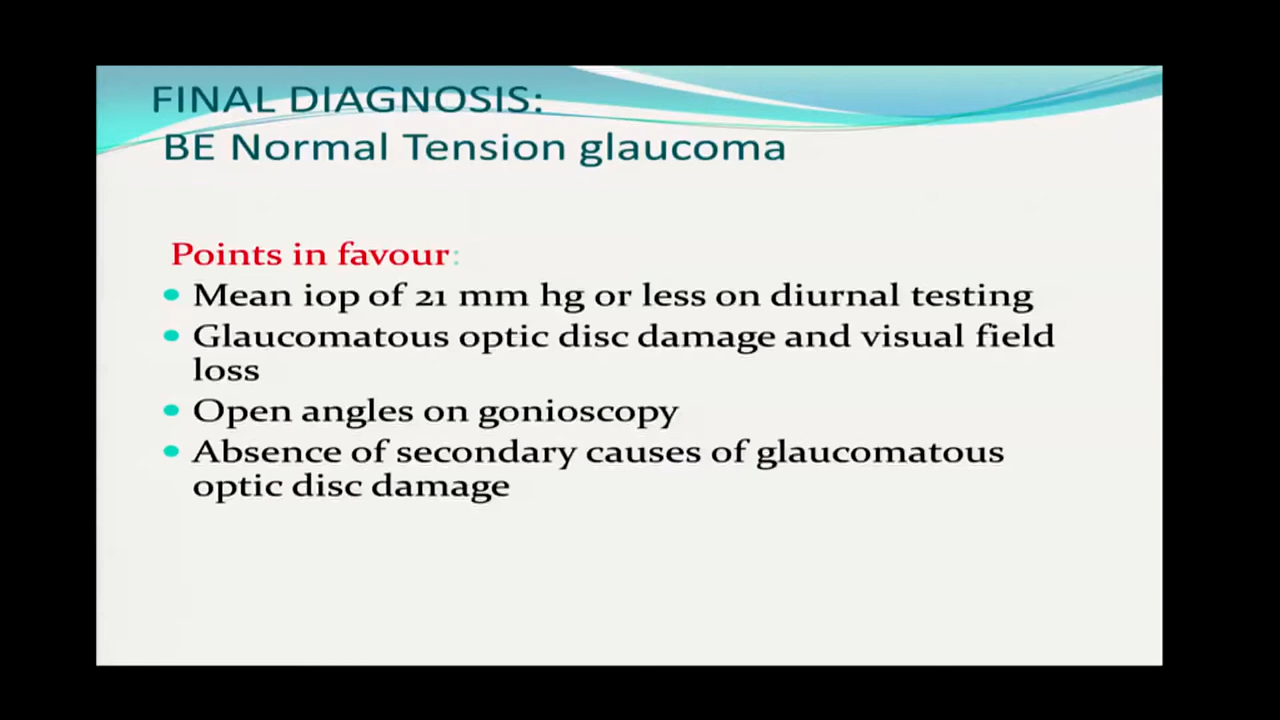 FINAL DIAGNOSIS:
BE Normal Tension glaucoma
Points in favour:
• Mean iop of 21 mm hg or less on diurnal testing
• Glaucomatous optic disc damage and visual field
loss
• Open angles on gonioscopy
• Absence of secondary causes of glaucomatous
optic disc damage